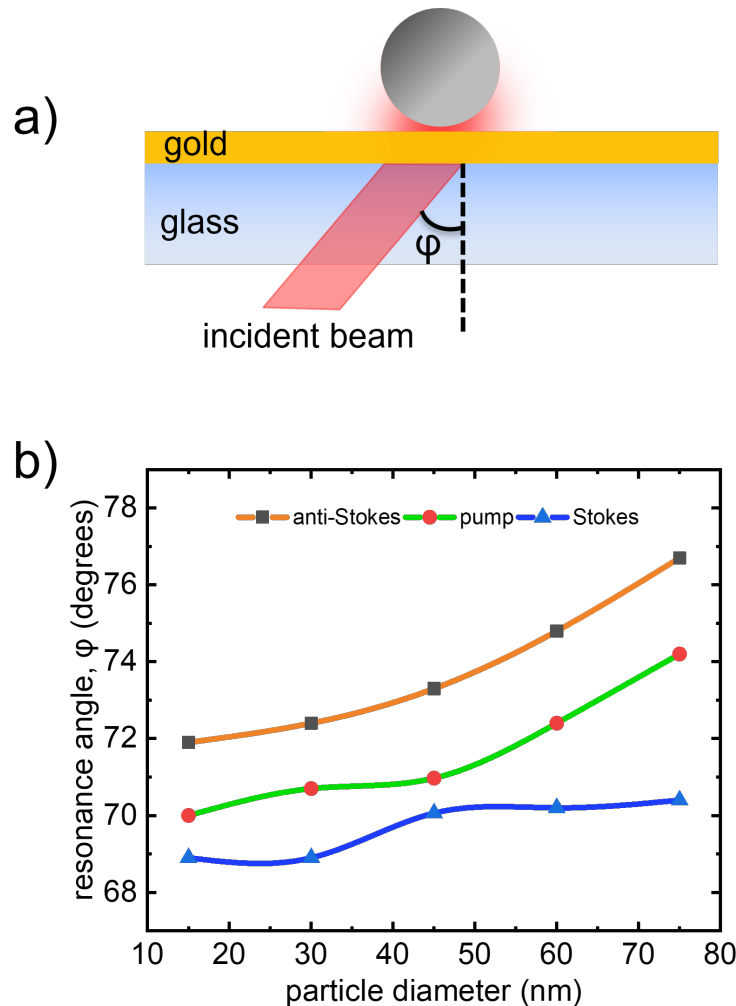 a)
gold
glass
φ
incident beam
b)
resonance angle, φ (degrees)
78
76
74
72
70
68
anti-Stokes pump Stokes
10 20 30 40 50 60 70 80
particle diameter (nm)